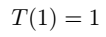 T(1) = 1